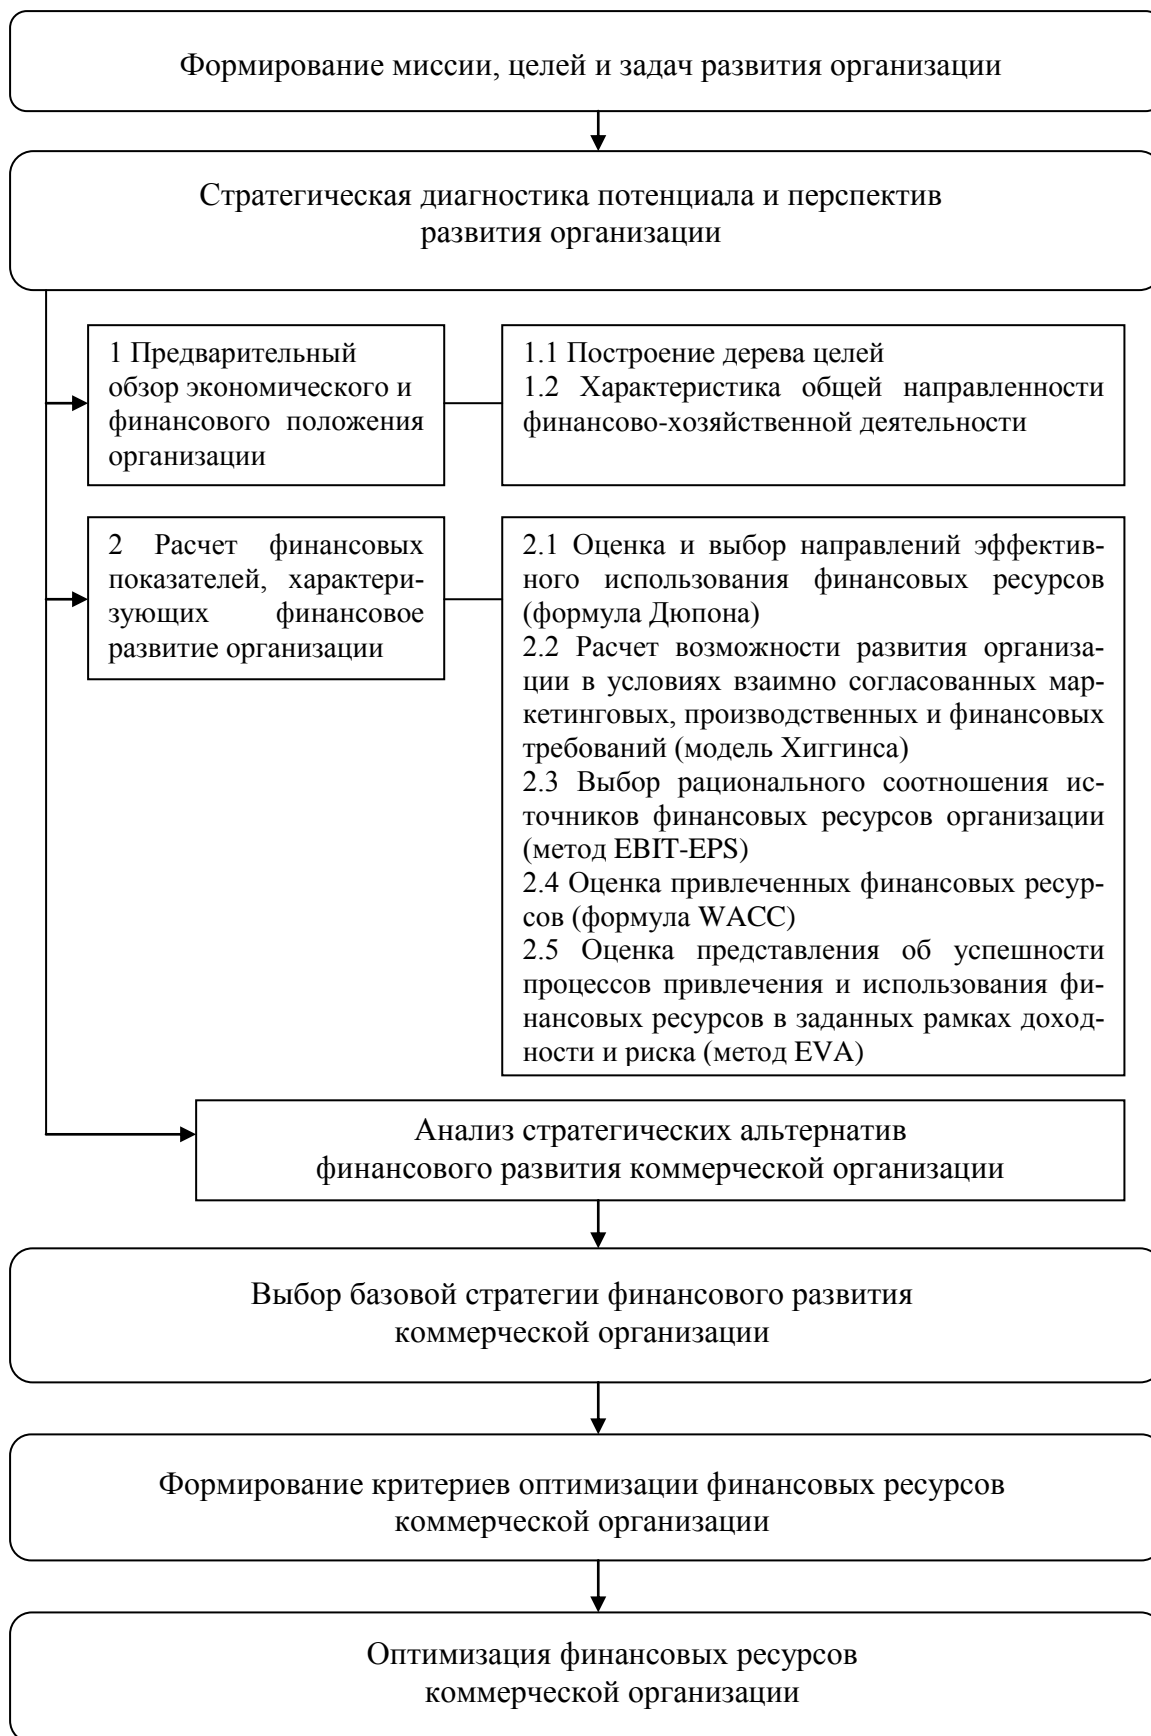 Формирование миссии, целей и задач развития организации
Стратегическая диагностика потенциала и перспектив
развития организации
1 Предварительный
обзор экономического и
финансового положения
организации
1.1 Построение дерева целей
1.2 Характеристика общей направленности
финансово-хозяйственной деятельности
2 Расчет финансовых
показателей, характери-
зующих финансовое
развитие организации
2.1 Оценка и выбор направлений эффектив-
ного использования финансовых ресурсов
(формула Дюпона)
2.2 Расчет возможности развития организа-
ции в условиях взаимно согласованных мар-
кетинговых, производственных и финансовых
требований (модель Хиггинса)
2.3 Выбор рационального соотношения ис-
точников финансовых ресурсов организации
(метод EBIT-EPS)
2.4 Оценка привлеченных финансовых ресур-
сов (формула WACC)
2.5 Оценка представления об успешности
процессов привлечения и использования фи-
нансовых ресурсов в заданных рамках доход-
ности и риска (метод EVA)
Анализ стратегических альтернатив
финансового развития коммерческой организации
Выбор базовой стратегии финансового развития
коммерческой организации
Формирование критериев оптимизации финансовых ресурсов
коммерческой организации
Оптимизация финансовых ресурсов
коммерческой организации